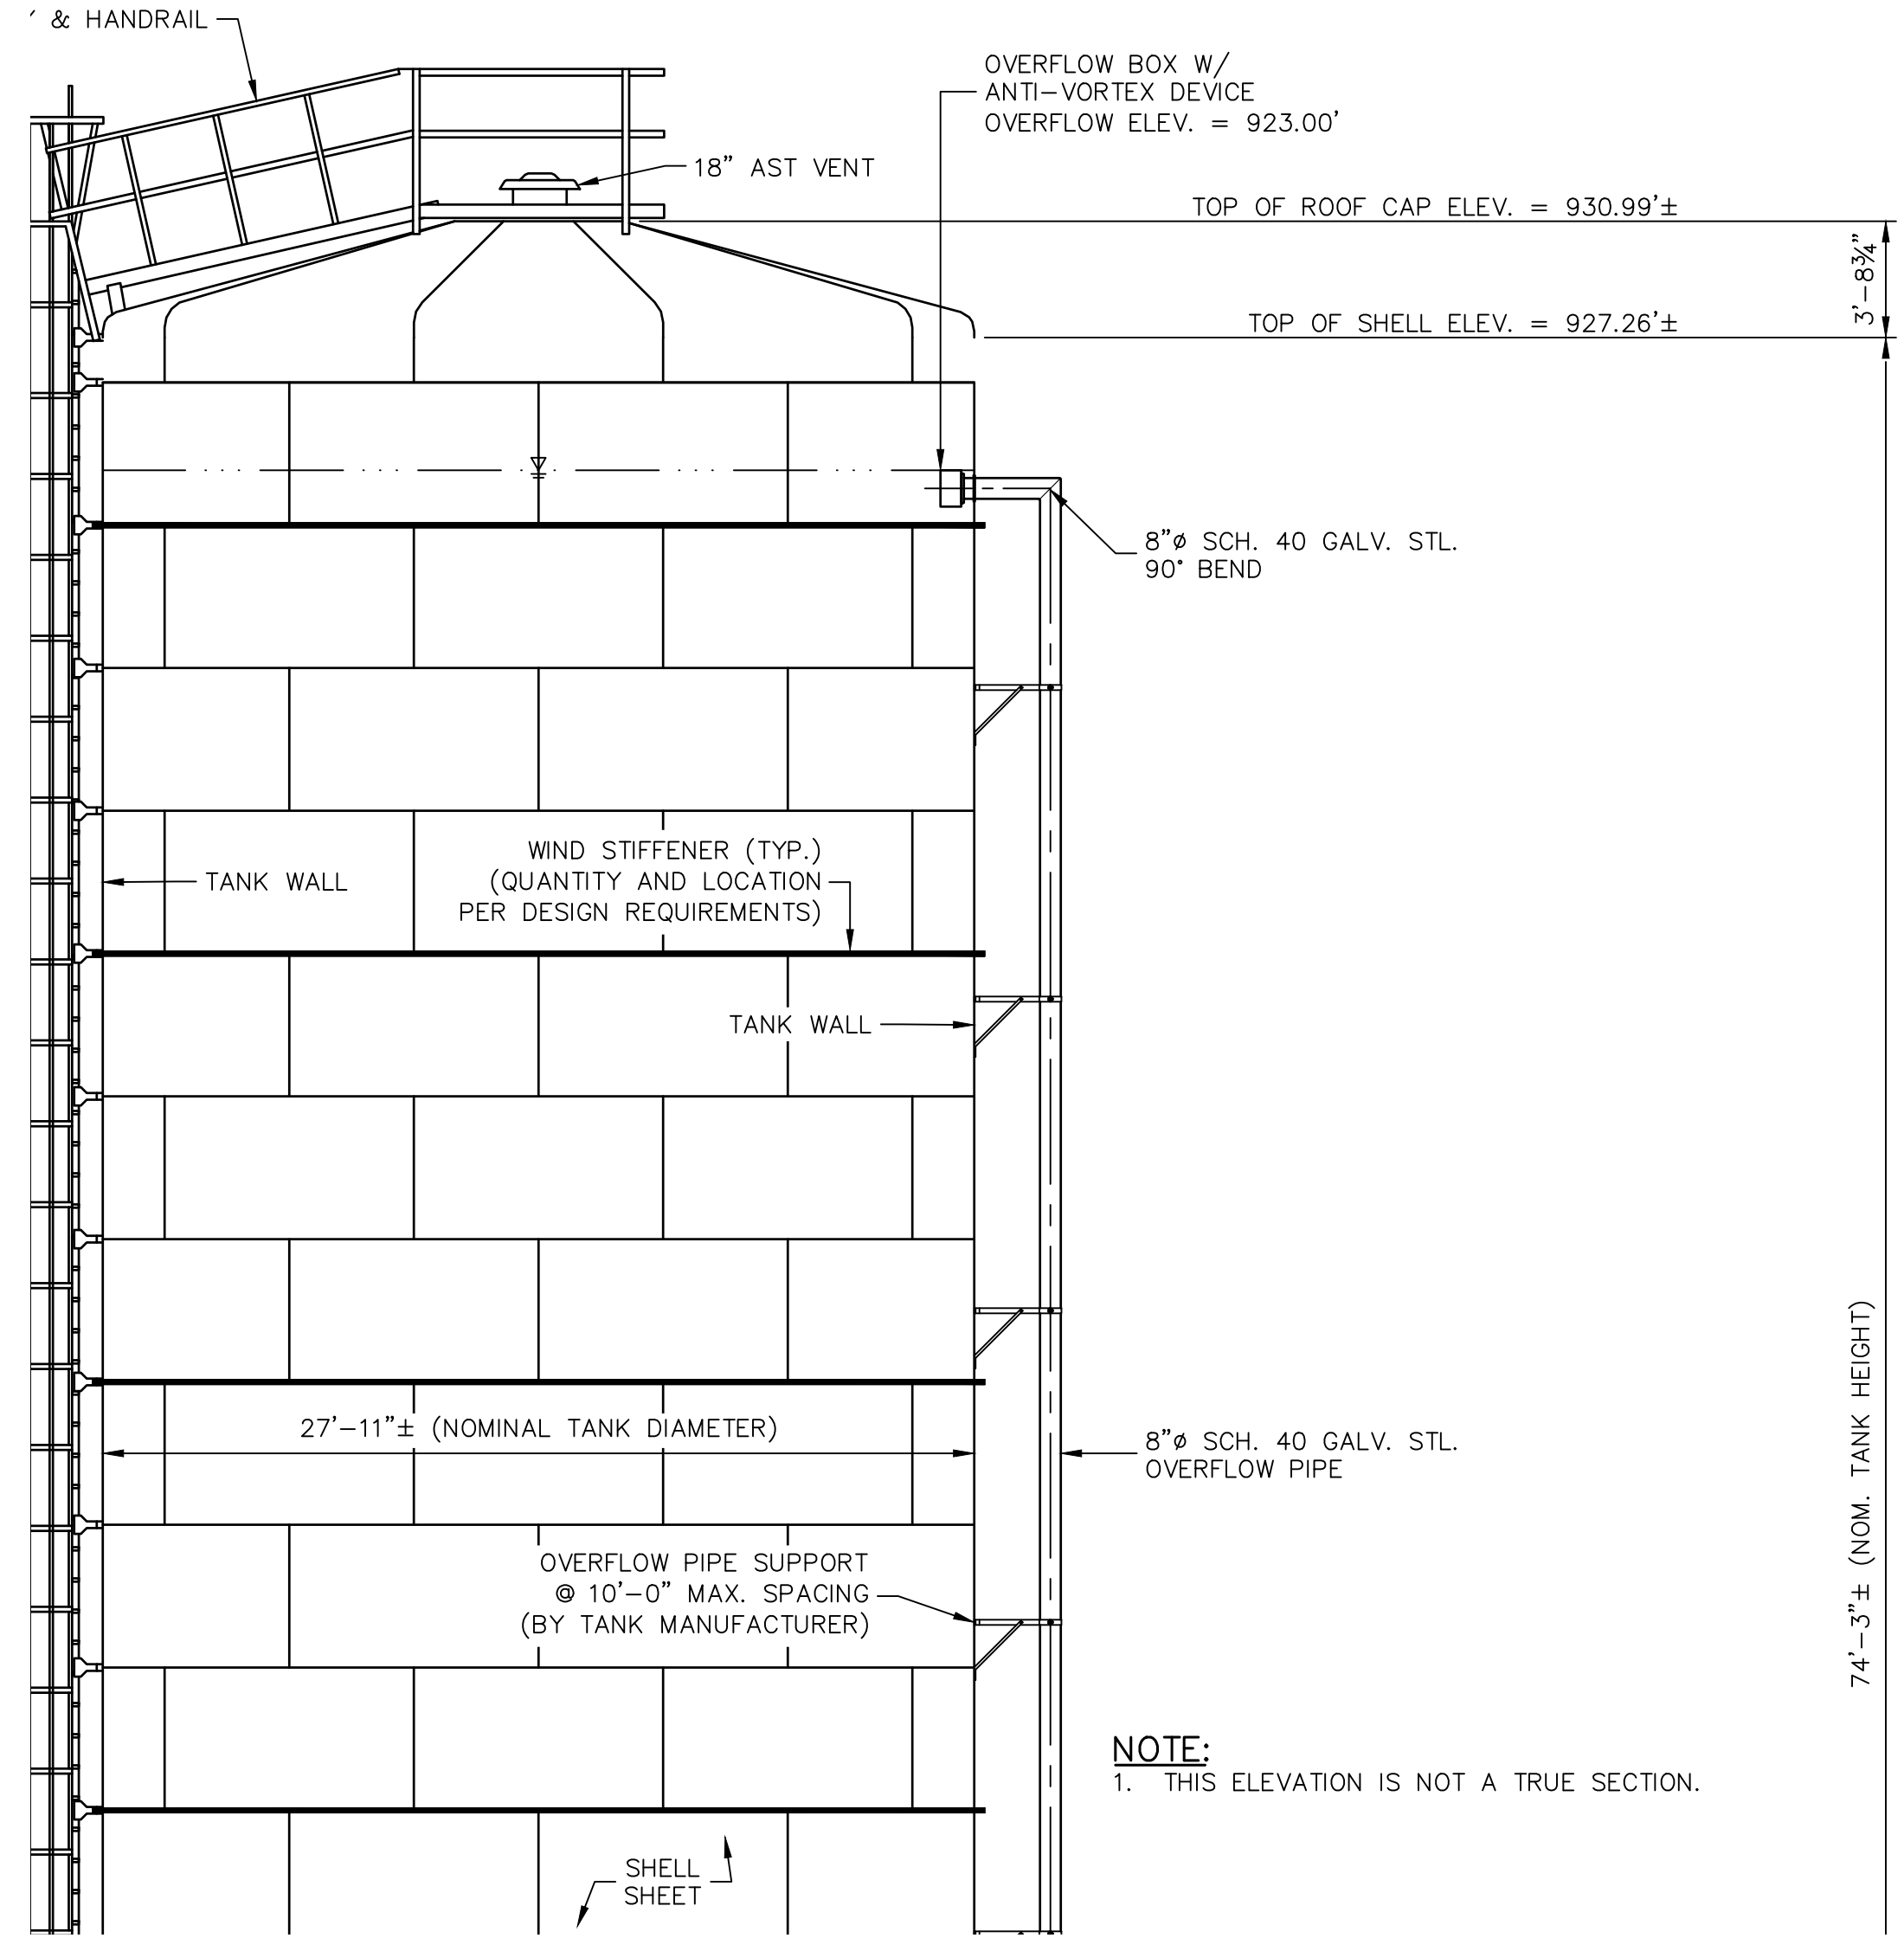 & HANDRAIL
OVERFLOW BOX W/
ANTI-VORTEX DEVICE
OVERFLOW ELEV. = 923.00'
18" AST VENT
TOP OF ROOF CAP ELEV. = 930.99'±
3'-8¾"
TOP OF SHELL ELEV. = 927.26'±
8"ø SCH. 40 GALV. STL.
90° BEND
WIND STIFFENER (TYP.)
(QUANTITY AND LOCATION
PER DESIGN REQUIREMENTS)
TANK WALL
TANK WALL
74'-3"± (NOM. TANK HEIGHT)
27'-11"± (NOMINAL TANK DIAMETER)
8"ø SCH. 40 GALV. STL.
OVERFLOW PIPE
OVERFLOW PIPE SUPPORT
@ 10'-0" MAX. SPACING
(BY TANK MANUFACTURER)
NOTE:
1. THIS ELEVATION IS NOT A TRUE SECTION.
SHELL
SHEET